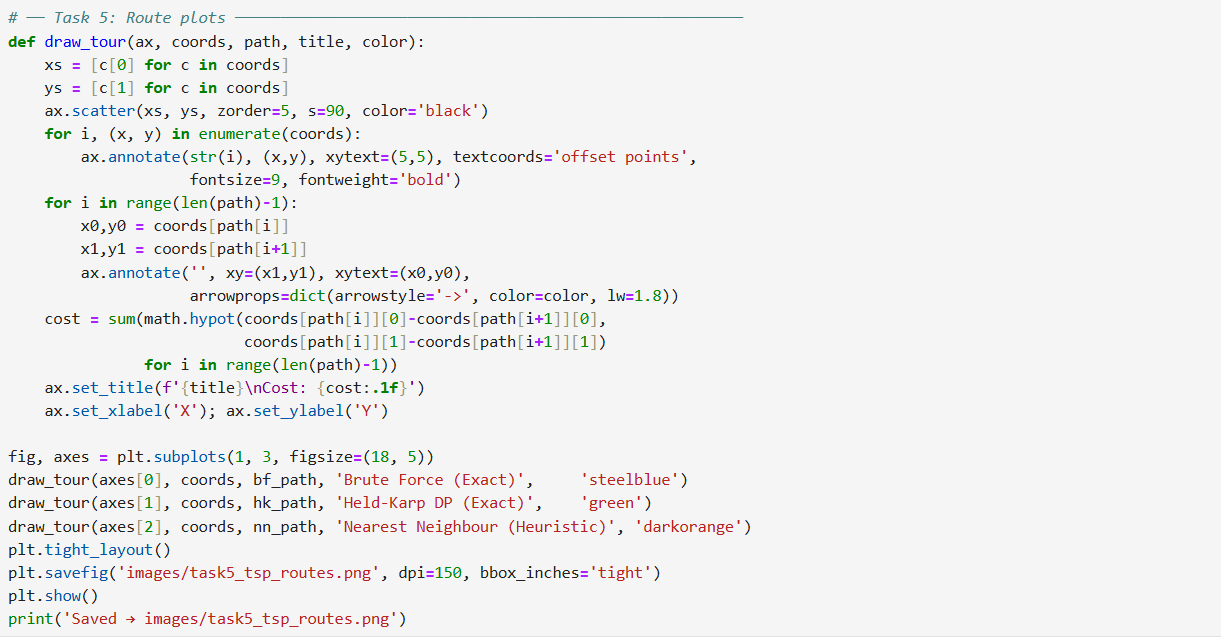 # ── Task 5: Route plots ────────────────────────────────────────────────────────
def draw_tour(ax, coords, path, title, color):
    xs = [c[0] for c in coords]
    ys = [c[1] for c in coords]
    ax.scatter(xs, ys, zorder=5, s=90, color='black')
    for i, (x, y) in enumerate(coords):
        ax.annotate(str(i), (x,y), xytext=(5,5), textcoords='offset points',
                    fontsize=9, fontweight='bold')
    for i in range(len(path)-1):
        x0,y0 = coords[path[i]]
        x1,y1 = coords[path[i+1]]
        ax.annotate('', xy=(x1,y1), xytext=(x0,y0),
                    arrowprops=dict(arrowstyle='->', color=color, lw=1.8))
    cost = sum(math.hypot(coords[path[i]][0]-coords[path[i+1]][0],
                          coords[path[i]][1]-coords[path[i+1]][1])
               for i in range(len(path)-1))
    ax.set_title(f'{title}\nCost: {cost:.1f}')
    ax.set_xlabel('X'); ax.set_ylabel('Y')

fig, axes = plt.subplots(1, 3, figsize=(18, 5))
draw_tour(axes[0], coords, bf_path, 'Brute Force (Exact)',     'steelblue')
draw_tour(axes[1], coords, hk_path, 'Held-Karp DP (Exact)',    'green')
draw_tour(axes[2], coords, nn_path, 'Nearest Neighbour (Heuristic)', 'darkorange')
plt.tight_layout()
plt.savefig('images/task5_tsp_routes.png', dpi=150, bbox_inches='tight')
plt.show()
print('Saved → images/task5_tsp_routes.png')